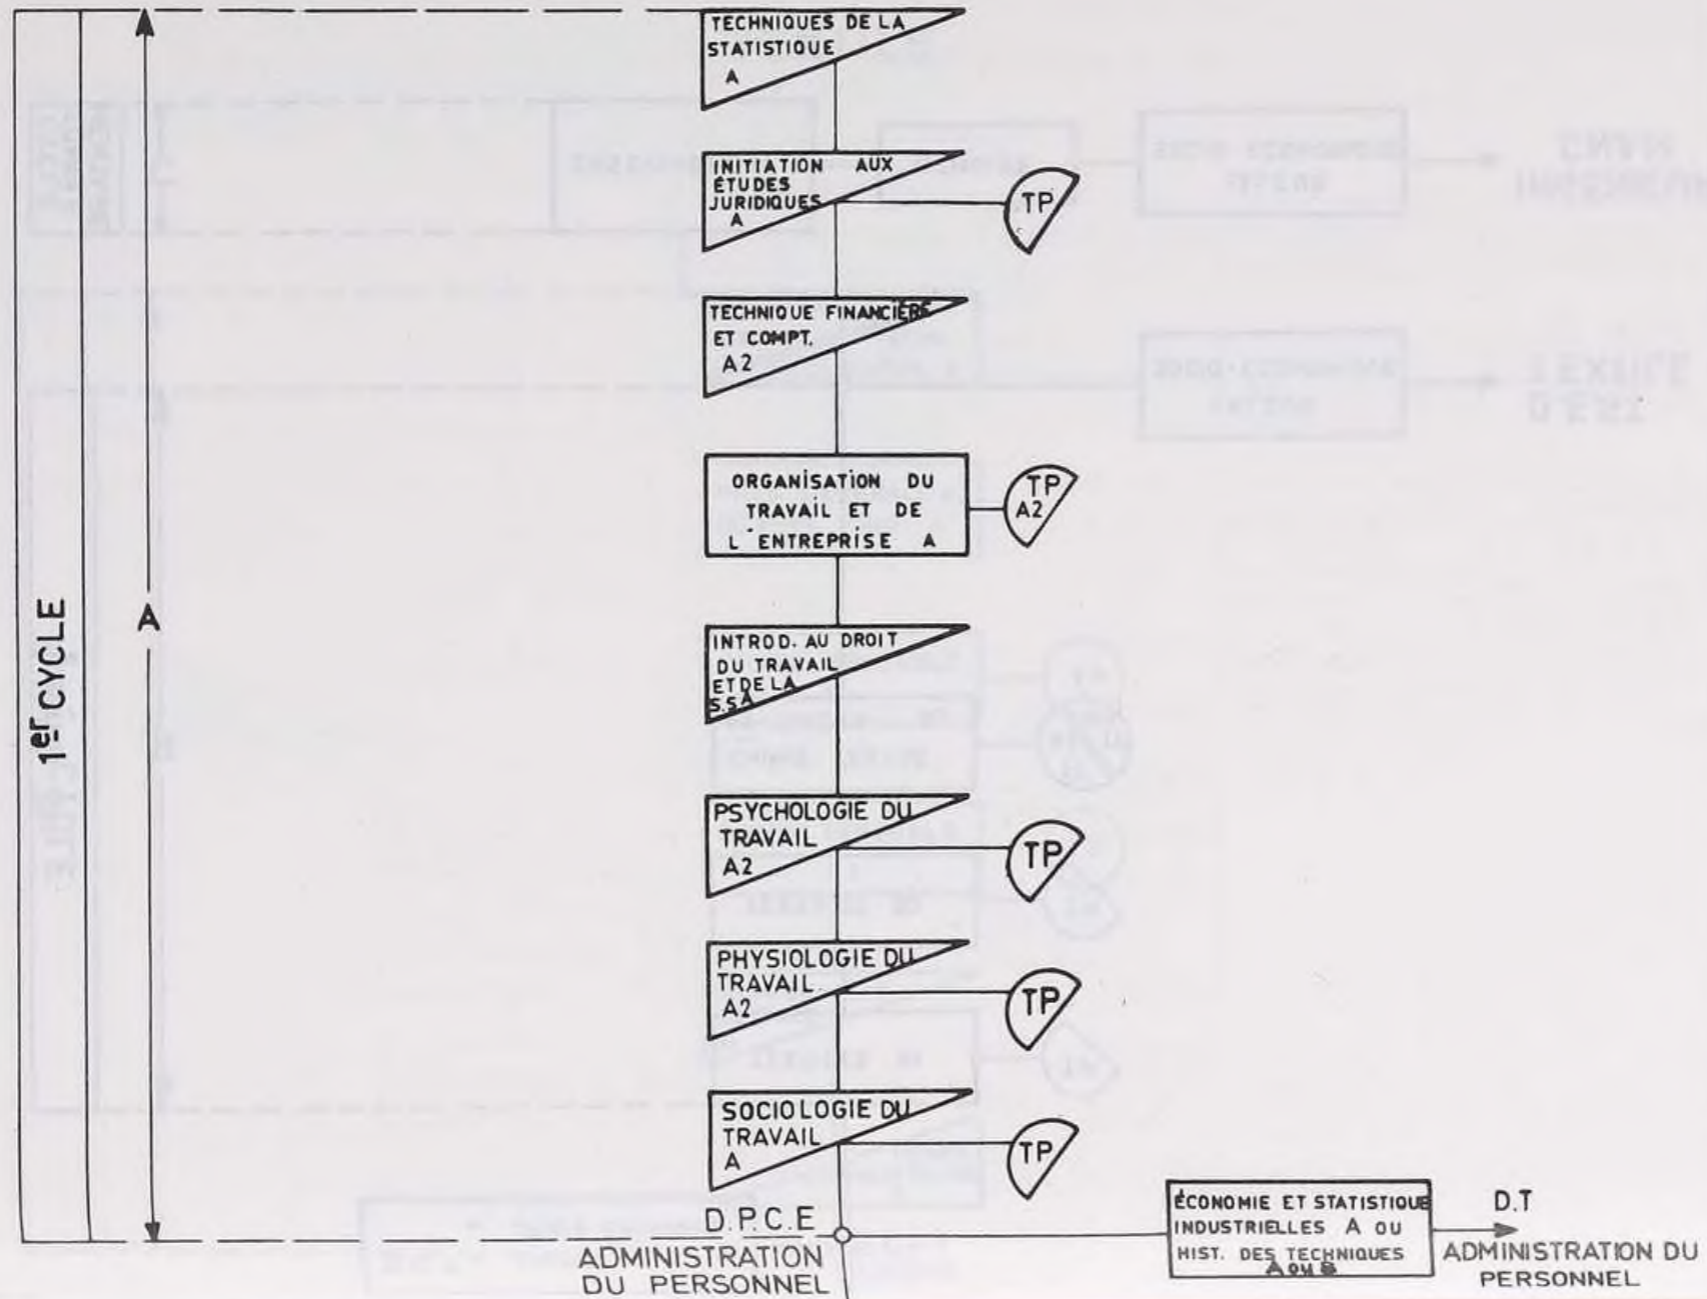 TECHNIQUES DE LA
STATISTIQUE
A
INITIATION AUX
ÉTUDES
JURIDIQUES
A
TP
TECHNIQUE FINANCIÈRE
ET COMPT.
A2
ORGANISATION DU
TRAVAIL ET DE
L'ENTREPRISE A
TP
A2
1er CYCLE
A
INTROD. AU DROIT
DU TRAVAIL
ET DE LA
S.S A
PSYCHOLOGIE DU
TRAVAIL
A2
TP
PHYSIOLOGIE DU
TRAVAIL
A2
TP
SOCIOLOGIE DU
TRAVAIL
A
TP
D.P.C.E
ADMINISTRATION
DU PERSONNEL
ÉCONOMIE ET STATISTIQUE
INDUSTRIELLES A OU
HIST. DES TECHNIQUES
A OU B
D.T
ADMINISTRATION DU
PERSONNEL